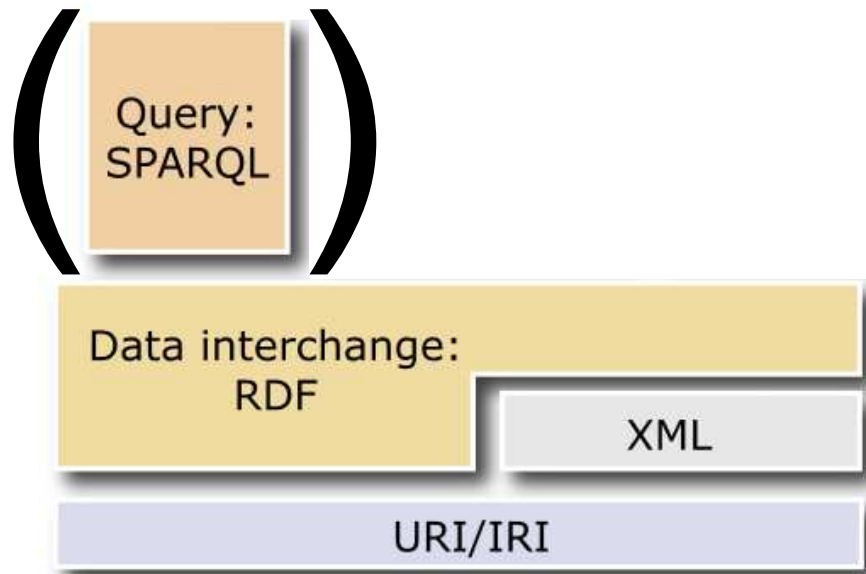 (Query:
SPARQL)
Data interchange:
RDF
XML
URI/IRI